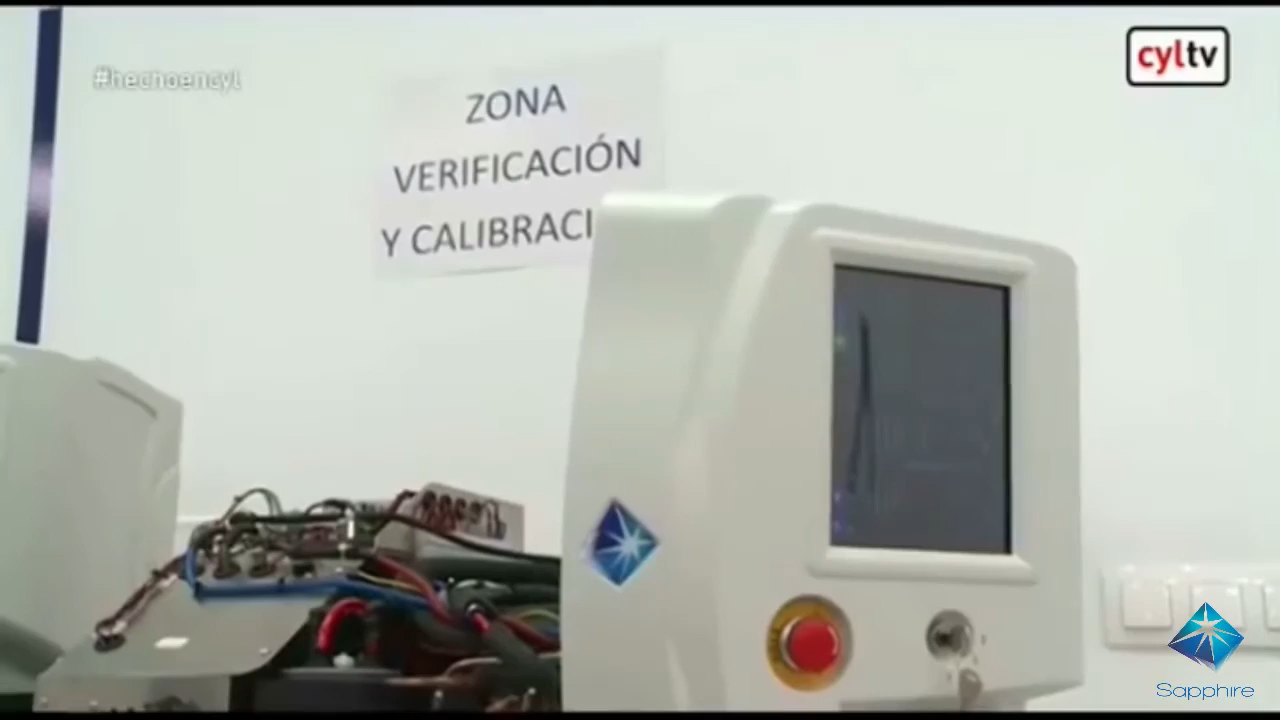 #hechoencyl
cyltv
ZONA
VERIFICACIÓN
Y CALIBRACI
Sapphire